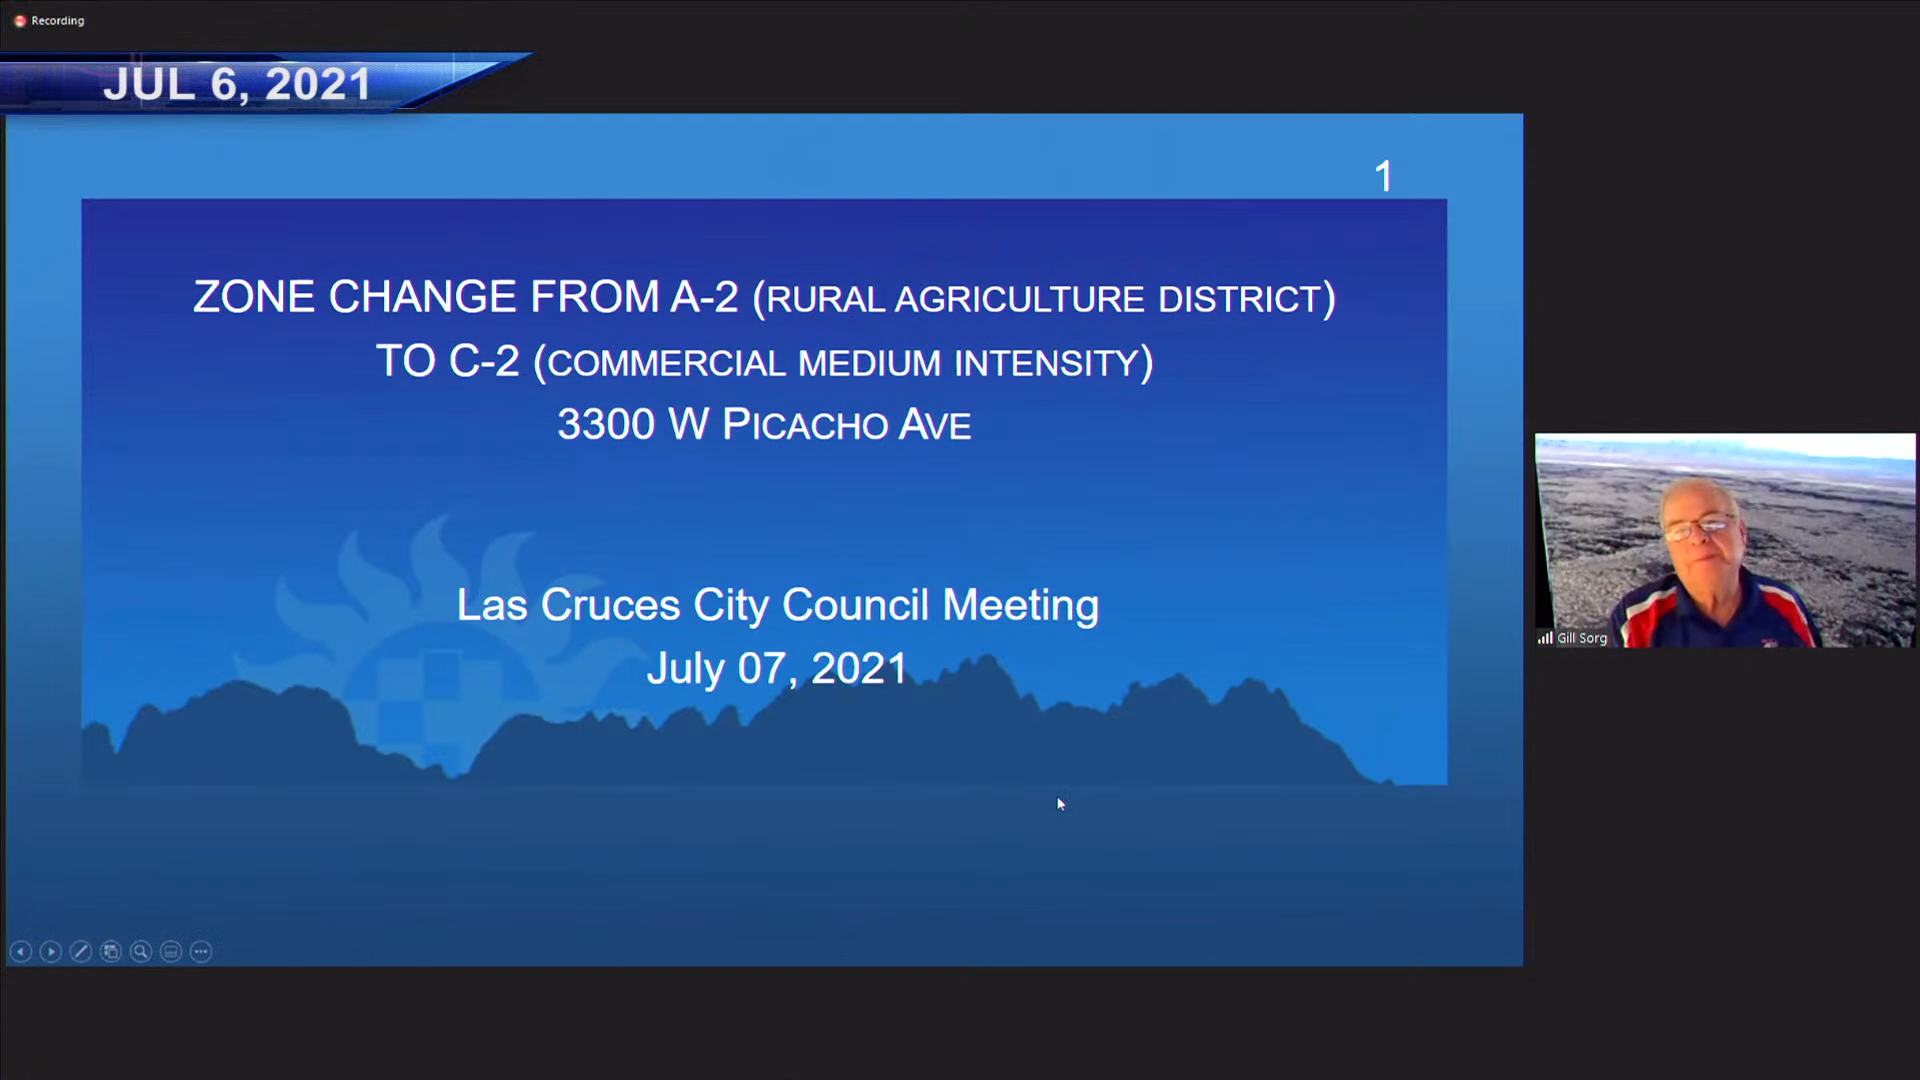 Recording
JUL 6, 2021
1
ZONE CHANGE FROM A-2 (RURAL AGRICULTURE DISTRICT)
TO C-2 (COMMERCIAL MEDIUM INTENSITY)
3300 W PICACHO AVE
Las Cruces City Council Meeting
July 07, 2021
Gill Sorg